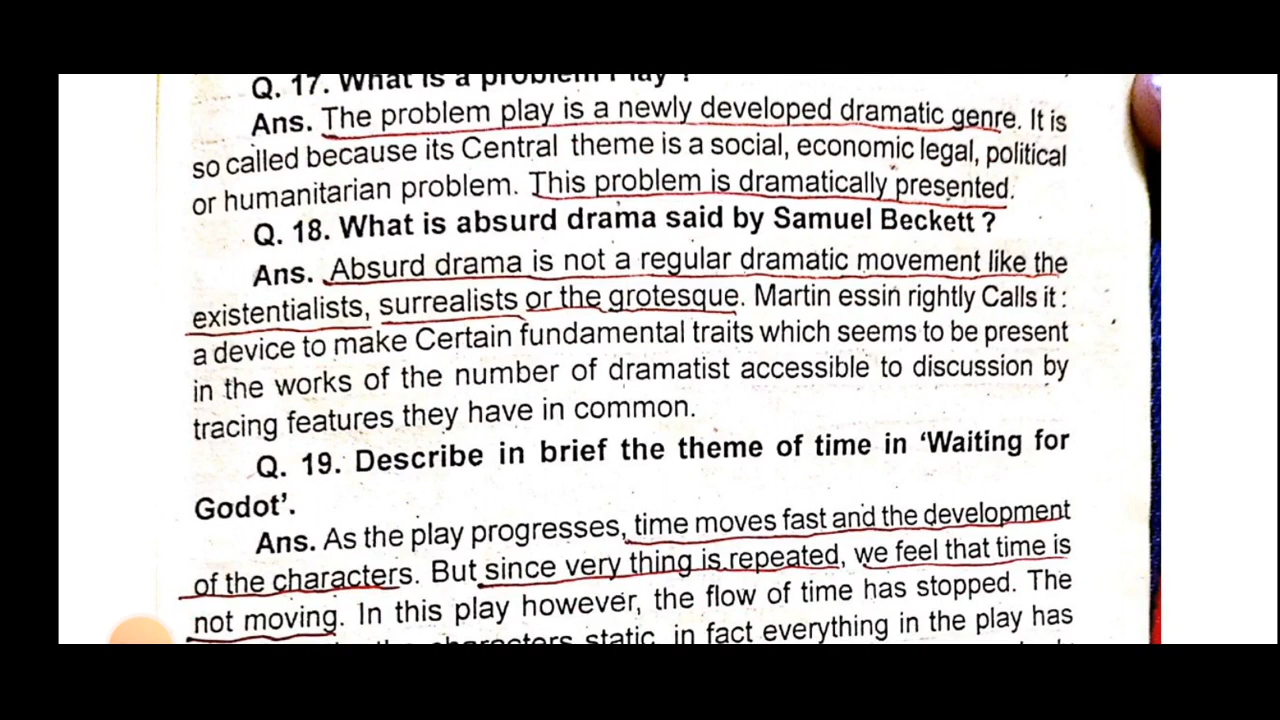 Q. 17. What is a problem Play ?
Ans. The problem play is a newly developed dramatic genre. It is
so called because its Central theme is a social, economic legal, political
or humanitarian problem. This problem is dramatically presented.
Q. 18. What is absurd drama said by Samuel Beckett ?
Ans. Absurd drama is not a regular dramatic movement like the
existentialists, surrealists or the grotesque. Martin essin rightly Calls it :
a device to make Certain fundamental traits which seems to be present
in the works of the number of dramatist accessible to discussion by
tracing features they have in common.
Q. 19. Describe in brief the theme of time in ‘Waiting for
Godot’.
Ans. As the play progresses, time moves fast and the development
of the characters. But since very thing is repeated, we feel that time is
not moving. In this play however, the flow of time has stopped. The
characters static, in fact everything in the play has